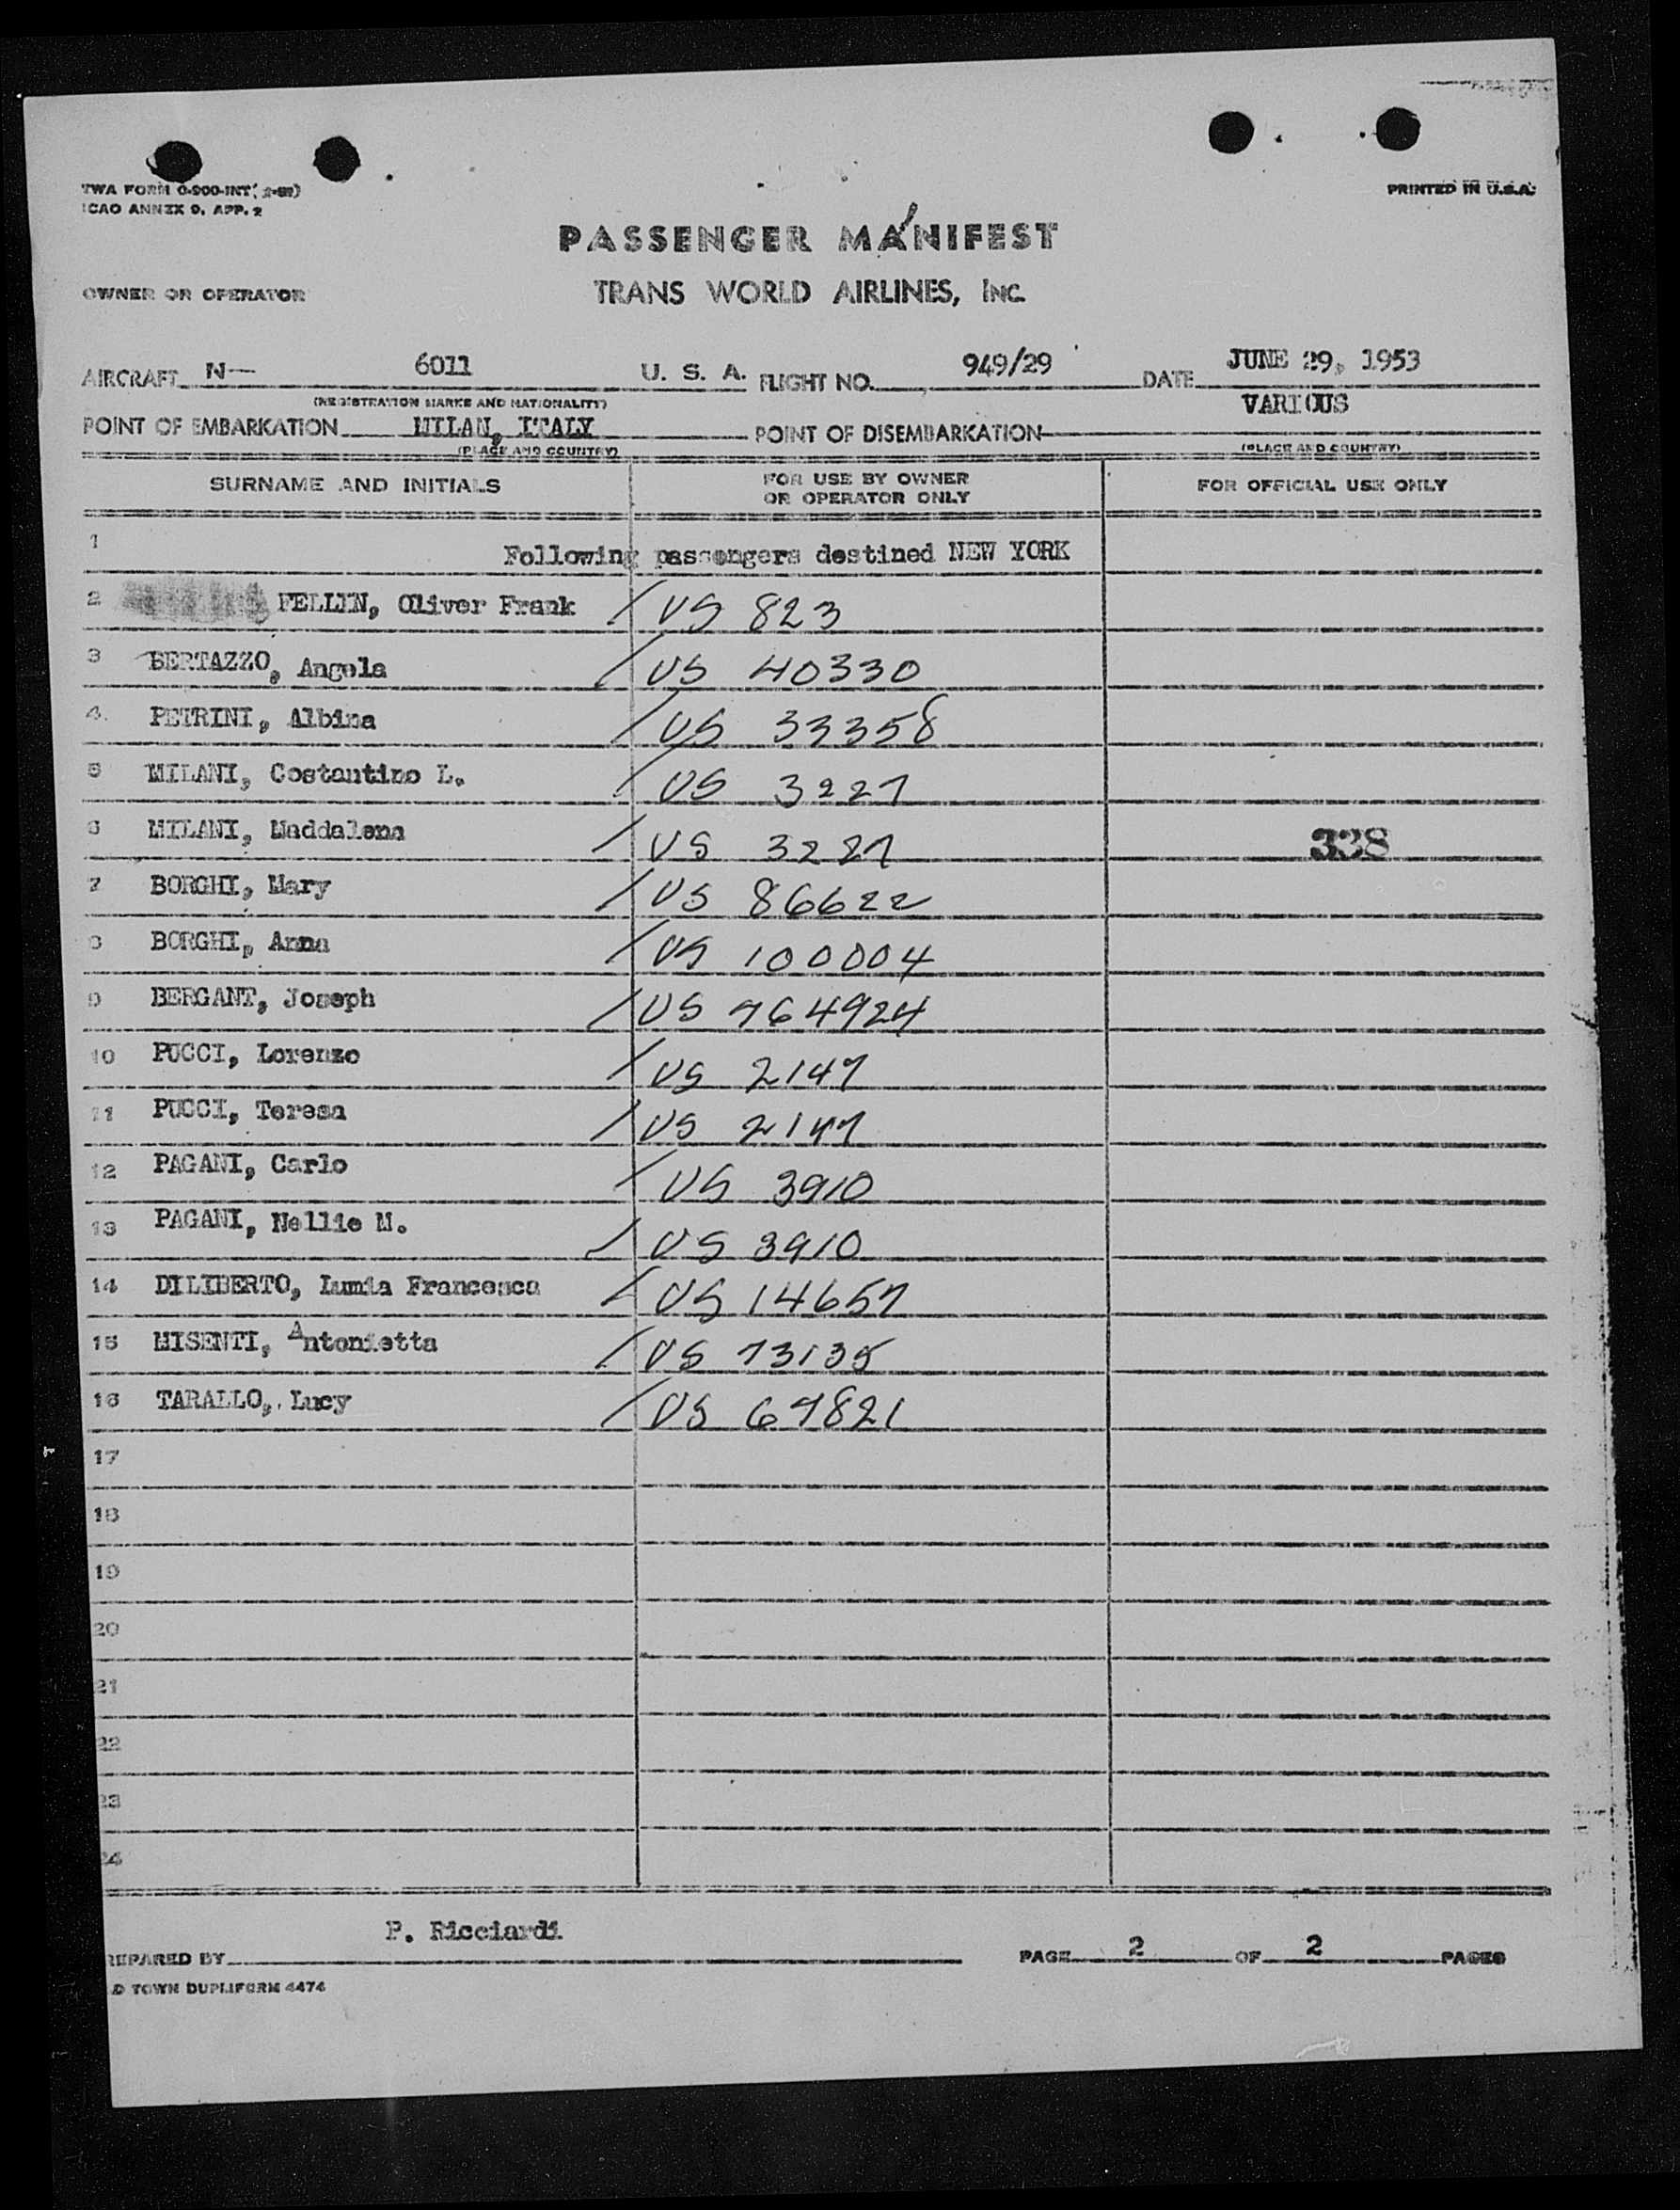 TWA FORM O-900-INT( 2-52)
ICAO ANNEX 9, APP. 2
PRINTED IN U.S.A.
PASSENGER MANIFEST
OWNER OR OPERATOR TRANS WORLD AIRLINES, INC.
AIRCRAFT N— 6011 U. S. A. FLIGHT NO. 949/29 DATE JUNE 29, 1953
(REGISTRATION MARKS AND NATIONALITY)
POINT OF EMBARKATION MILAN, ITALY POINT OF DISEMBARKATION VARIOUS
(PLACE AND COUNTRY) (PLACE AND COUNTRY)
SURNAME AND INITIALS FOR USE BY OWNER OR OPERATOR ONLY FOR OFFICIAL USE ONLY
1 Following passengers destined NEW YORK
2 FELLIN, Oliver Frank / US 823
3 BERTAZZO, Angela / US 40330
4 PETRINI, Albina / US 33358
5 MILANI, Costantino L. / US 3227
6 MILANI, Maddalena / US 3227 338
7 BORGHI, Mary / US 86622
8 BORGHI, Anna / US 100004
9 BERGANT, Joseph / US 764924
10 PUCCI, Lorenzo / US 2147
11 PUCCI, Teresa / US 2147
12 PAGANI, Carlo / US 3910
13 PAGANI, Nellie M. / US 3910
14 DILIBERTO, Lumia Francesca / US 14657
15 MISENTI, Antonietta / US 73135
16 TARALLO, Lucy / US 67821
17
18
19
20
21
22
23
24
P. Ricciardi
REPARED BY PAGE 2 OF 2 PAGES
D TOWN DUPLIFORM 4474